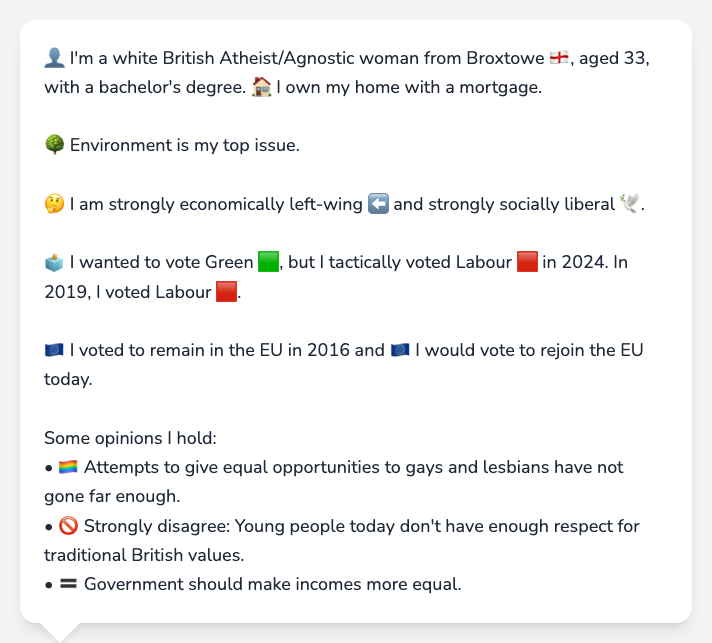 👤 I'm a white British Atheist/Agnostic woman from Broxtowe 🏴󠁧󠁢󠁥󠁮󠁧󠁿, aged 33,
with a bachelor's degree. 🏠 I own my home with a mortgage.
🌳 Environment is my top issue.
🤔 I am strongly economically left-wing ⬅️ and strongly socially liberal 🕊️.
🗳️ I wanted to vote Green 🟩, but I tactically voted Labour 🟥 in 2024. In
2019, I voted Labour 🟥.
🇪🇺 I voted to remain in the EU in 2016 and 🇪🇺 I would vote to rejoin the EU
today.
Some opinions I hold:
• 🏳️‍🌈 Attempts to give equal opportunities to gays and lesbians have not
gone far enough.
• 🚫 Strongly disagree: Young people today don't have enough respect for
traditional British values.
• 🟰 Government should make incomes more equal.